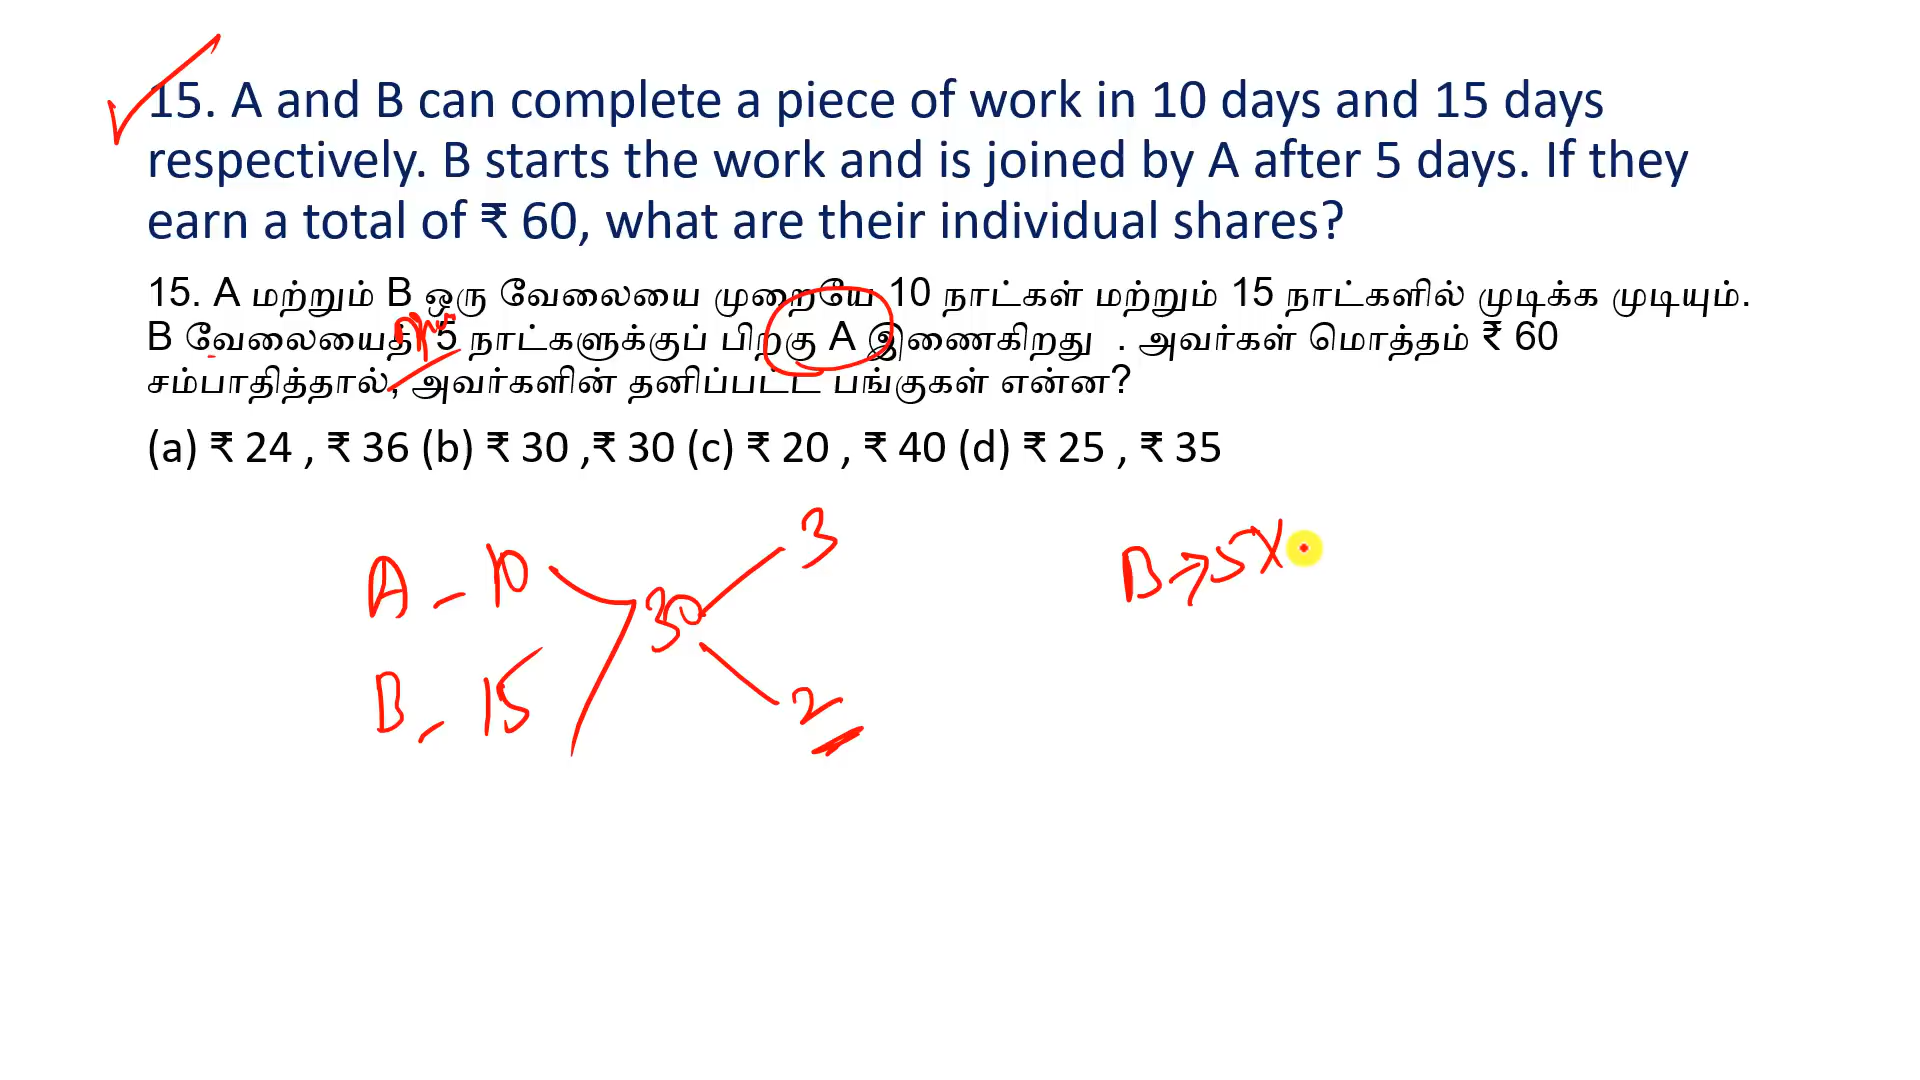 15. A and B can complete a piece of work in 10 days and 15 days
respectively. B starts the work and is joined by A after 5 days. If they
earn a total of ₹ 60, what are their individual shares?
15. A மற்றும் B ஒரு வேலையை முறையே 10 நாட்கள் மற்றும் 15 நாட்களில் முடிக்க முடியும்.
B வேலையைத் 5 நாட்களுக்குப் பிறகு A இணைகிறது . அவர்கள் மொத்தம் ₹ 60
சம்பாதித்தால், அவர்களின் தனிப்பட்ட பங்குகள் என்ன?
(a) ₹ 24 , ₹ 36 (b) ₹ 30 ,₹ 30 (c) ₹ 20 , ₹ 40 (d) ₹ 25 , ₹ 35
A - 10 30 3
B - 15 2
B → 5 X